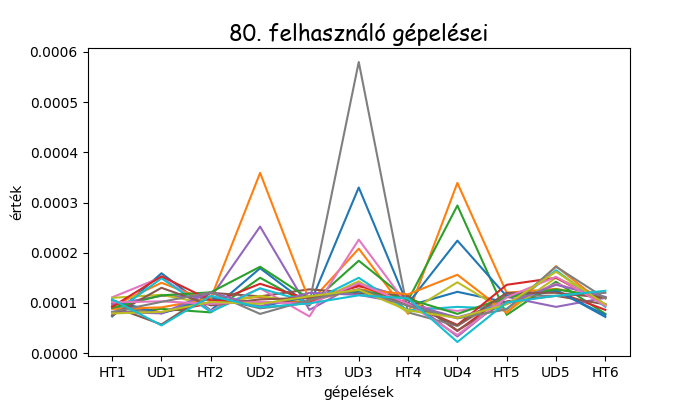 80. felhasználó gépelései
0.0006
0.0005
0.0004
0.0003
0.0002
0.0001
0.0000
érték
HT1 UD1 HT2 UD2 HT3 UD3 HT4 UD4 HT5 UD5 HT6
gépelések